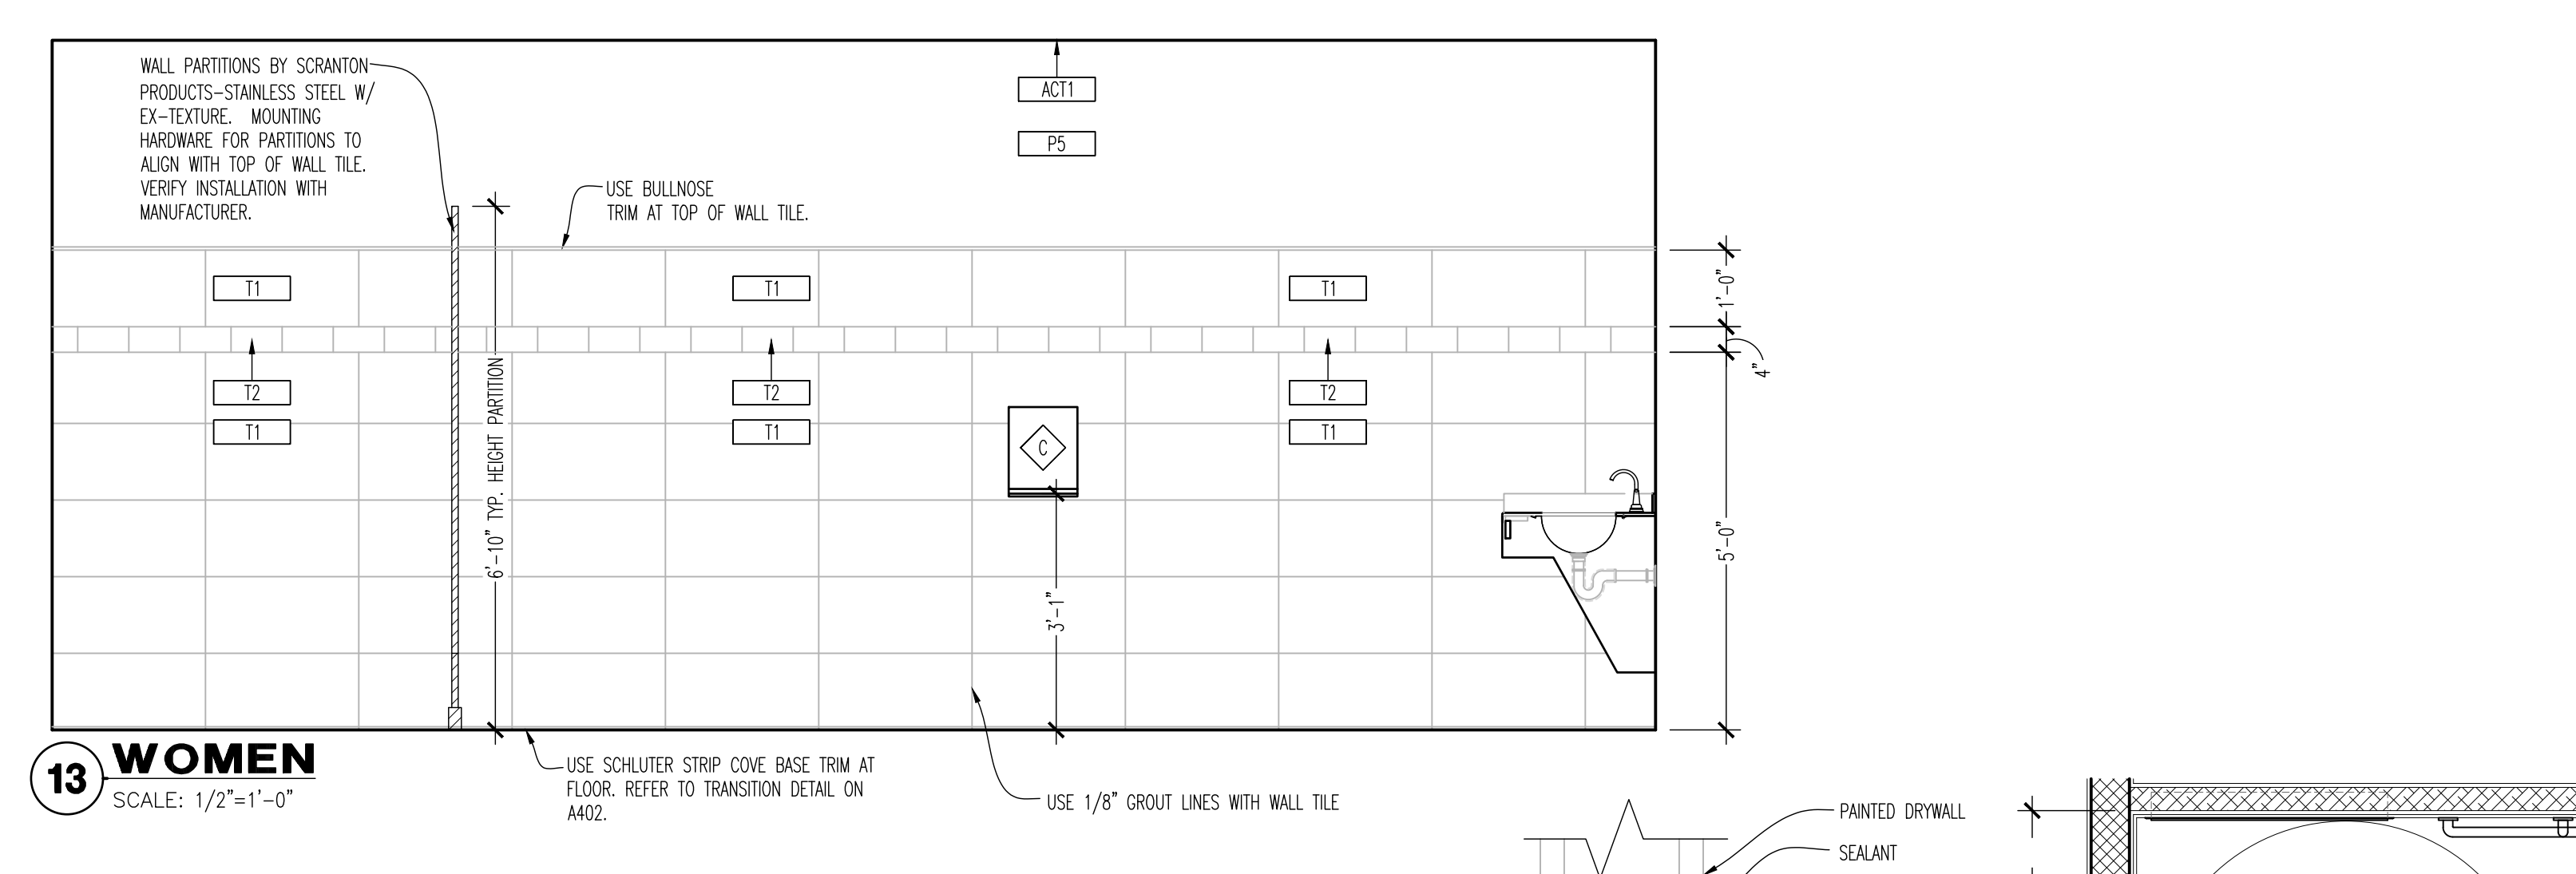 WALL PARTITIONS BY SCRANTON
PRODUCTS-STAINLESS STEEL W/
EX-TEXTURE. MOUNTING
HARDWARE FOR PARTITIONS TO
ALIGN WITH TOP OF WALL TILE.
VERIFY INSTALLATION WITH
MANUFACTURER.
ACT1
P5
USE BULLNOSE
TRIM AT TOP OF WALL TILE.
T1
T1
T1
1'-0"
4"
T2
T2
T2
T1
T1
T1
6'-10" TYP. HEIGHT PARTITION
C
3'-1"
5'-0"
13 WOMEN
SCALE: 1/2"=1'-0"
USE SCHLUTER STRIP COVE BASE TRIM AT
FLOOR. REFER TO TRANSITION DETAIL ON
A402.
USE 1/8" GROUT LINES WITH WALL TILE
PAINTED DRYWALL
SEALANT